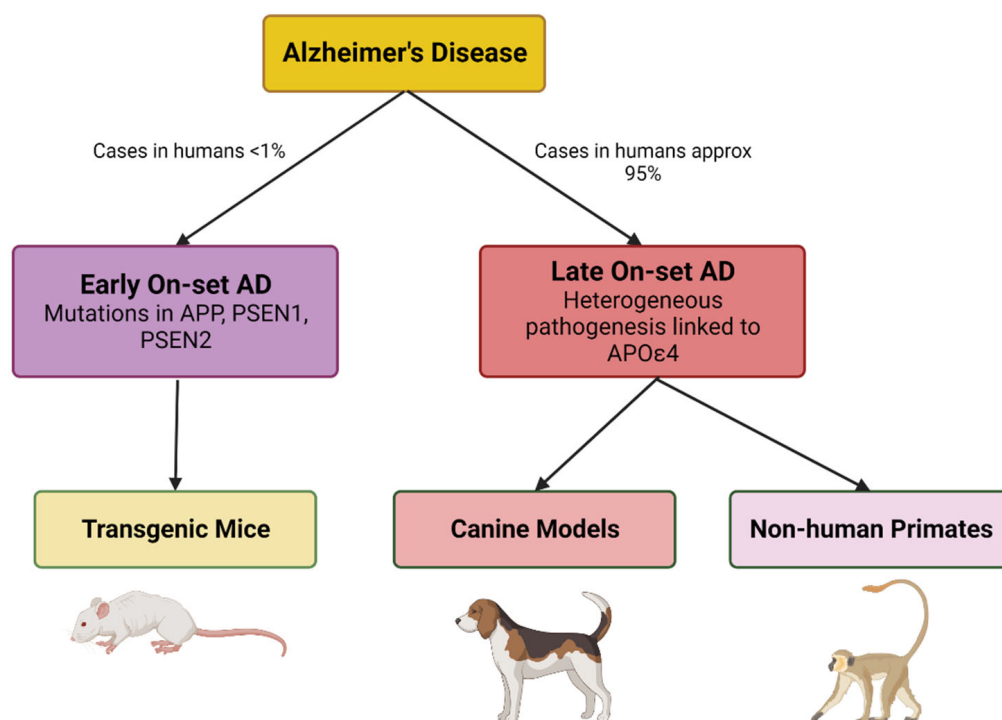 Alzheimer's Disease
Cases in humans <1%
Cases in humans approx
95%
Early On-set AD
Mutations in APP, PSEN1,
PSEN2
Late On-set AD
Heterogeneous
pathogenesis linked to
APOε4
Transgenic Mice
Canine Models
Non-human Primates